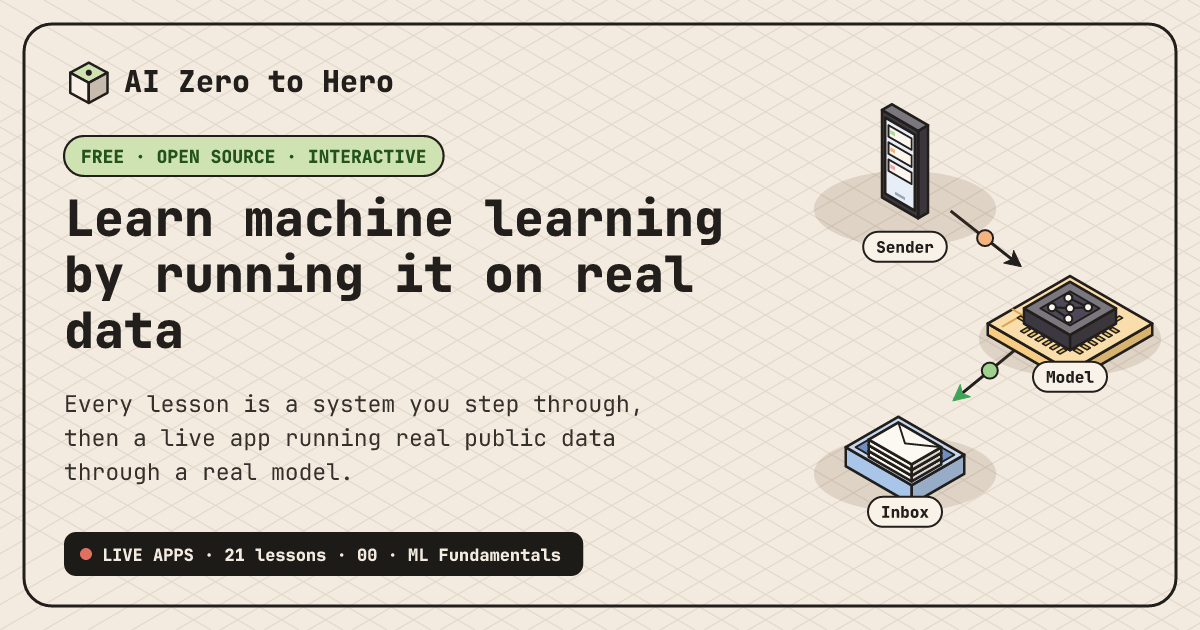 AI Zero to Hero
FREE · OPEN SOURCE · INTERACTIVE
Learn machine learning
by running it on real
data
Every lesson is a system you step through,
then a live app running real public data
through a real model.
LIVE APPS · 21 lessons · 00 · ML Fundamentals
Sender
Model
Inbox